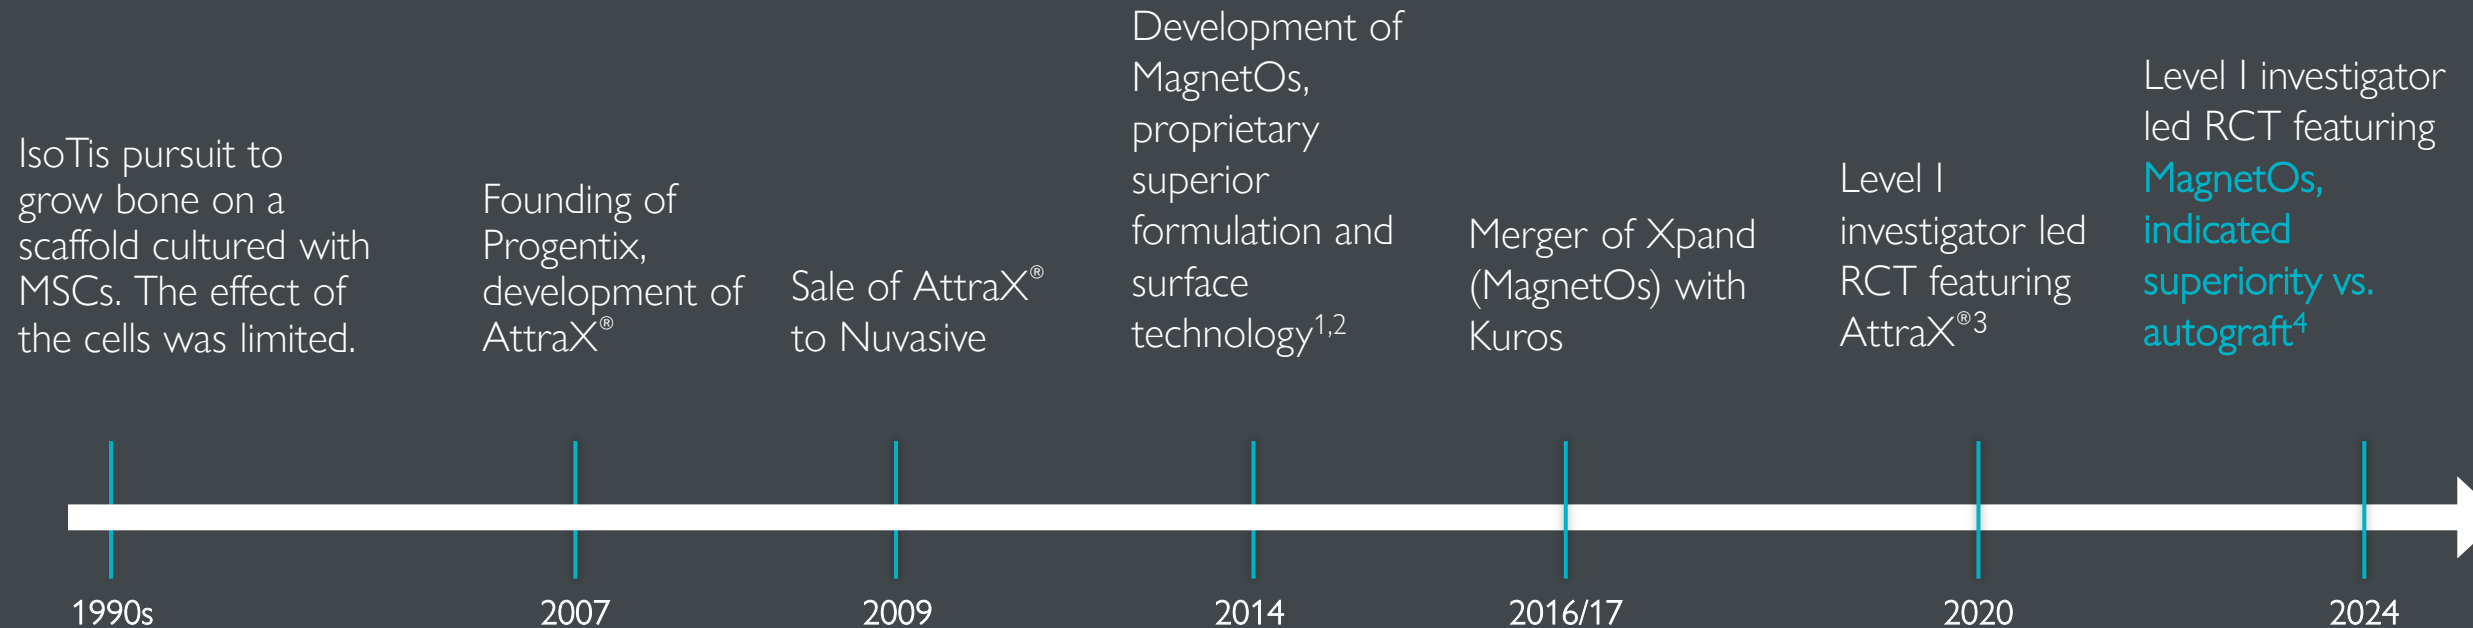 IsoTis pursuit to
grow bone on a
scaffold cultured with
MSCs. The effect of
the cells was limited.
Founding of
Progentix,
development of
AttraX®
Sale of AttraX®
to Nuvasive
Development of
MagnetOs,
proprietary
superior
formulation and
surface
technology1,2
Merger of Xpand
(MagnetOs) with
Kuros
Level I
investigator led
RCT featuring
AttraX®3
Level I investigator
led RCT featuring
MagnetOs,
indicated
superiority vs.
autograft4
1990s
2007
2009
2014
2016/17
2020
2024